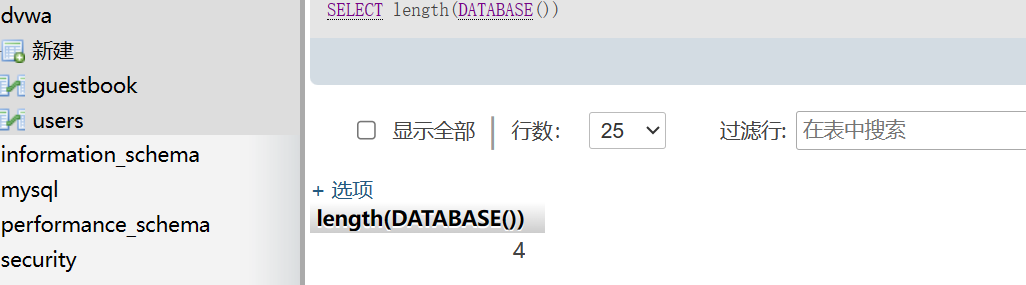 dvwa
新建
guestbook
users
information_schema
mysql
performance_schema
security
SELECT length(DATABASE())
显示全部 行数： 25 过滤行: 在表中搜索
+ 选项
length(DATABASE())
4